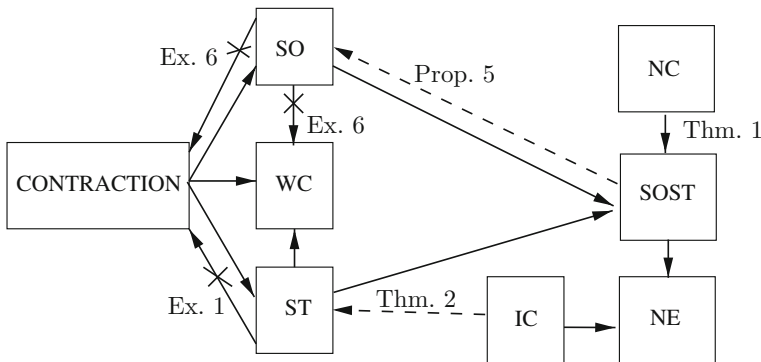 SO
Ex. 6
Prop. 5
NC
Ex. 6
Thm. 1
CONTRACTION
WC
SOST
Ex. 1
ST
Thm. 2
IC
NE